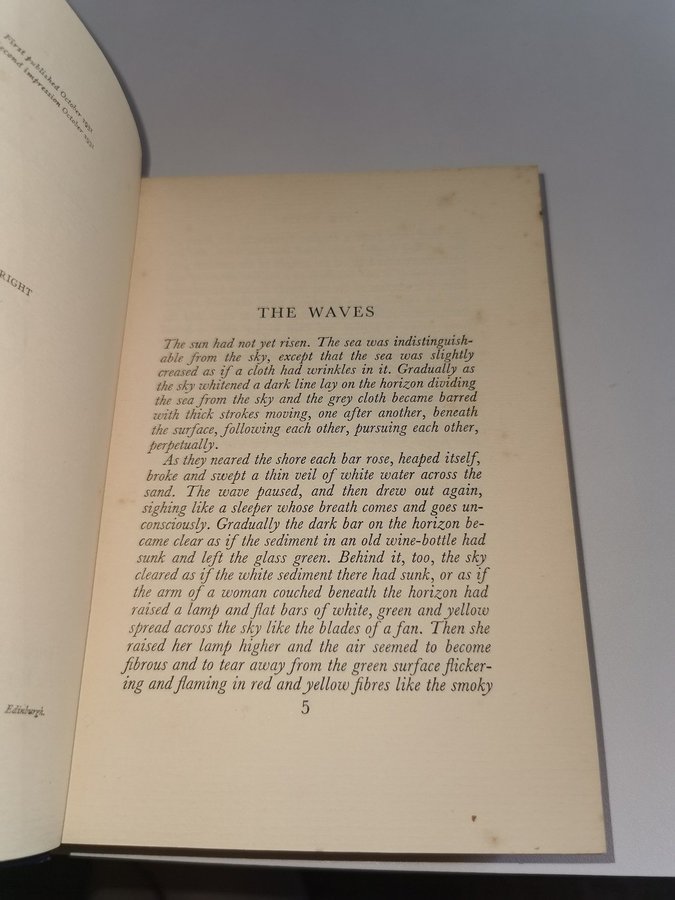 First published October 1931
Second impression October 1931
RIGHT
Edinburgh.
THE WAVES
The sun had not yet risen. The sea was indistinguish-
able from the sky, except that the sea was slightly
creased as if a cloth had wrinkles in it. Gradually as
the sky whitened a dark line lay on the horizon dividing
the sea from the sky and the grey cloth became barred
with thick strokes moving, one after another, beneath
the surface, following each other, pursuing each other,
perpetually.
As they neared the shore each bar rose, heaped itself,
broke and swept a thin veil of white water across the
sand. The wave paused, and then drew out again,
sighing like a sleeper whose breath comes and goes un-
consciously. Gradually the dark bar on the horizon be-
came clear as if the sediment in an old wine-bottle had
sunk and left the glass green. Behind it, too, the sky
cleared as if the white sediment there had sunk, or as if
the arm of a woman couched beneath the horizon had
raised a lamp and flat bars of white, green and yellow
spread across the sky like the blades of a fan. Then she
raised her lamp higher and the air seemed to become
fibrous and to tear away from the green surface flicker-
ing and flaming in red and yellow fibres like the smoky
5